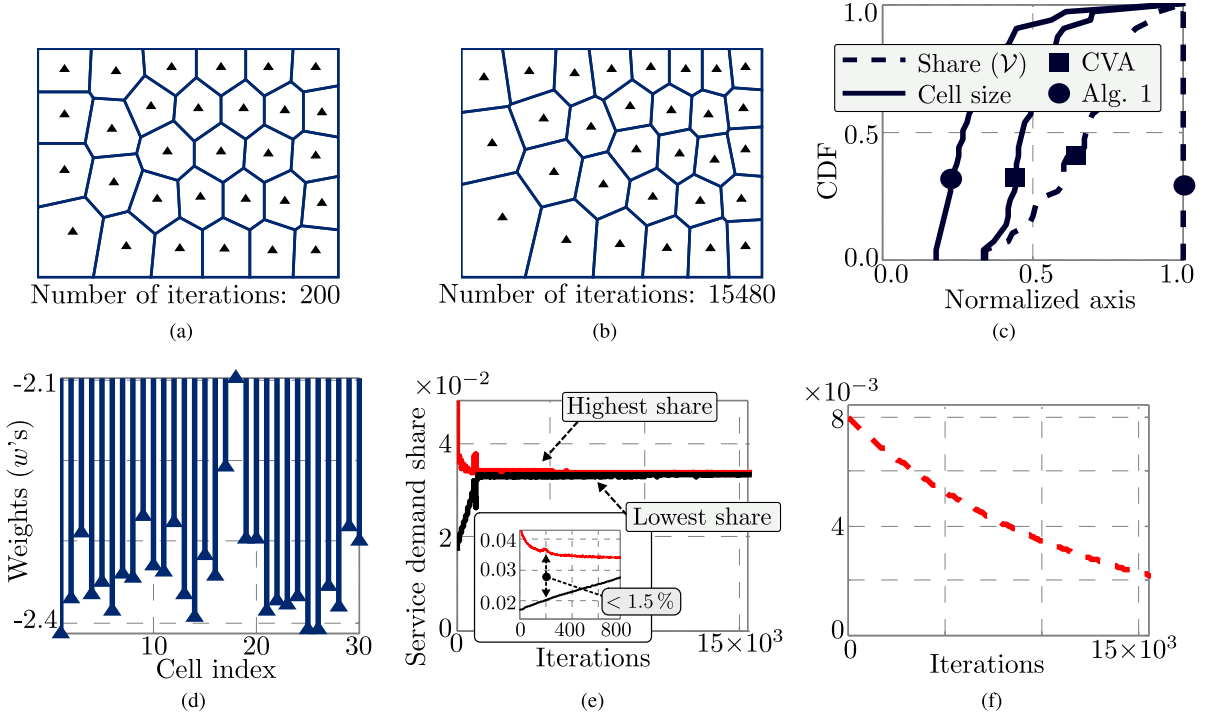 Number of iterations: 200
(a)
Number of iterations: 15480
(b)
1.0
0.5
0.0
CDF
Share (𝒱)
CVA
Cell size
Alg. 1
0.0
0.5
1.0
Normalized axis
(c)
-2.1
-2.4
Weights (w's)
10
20
30
Cell index
(d)
×10⁻²
4
2
0
Service demand share
Highest share
Lowest share
0.04
0.03
0.02
< 1.5 %
0
400
800
0
15×10³
Iterations
(e)
×10⁻³
8
4
0
0
15×10³
Iterations
(f)